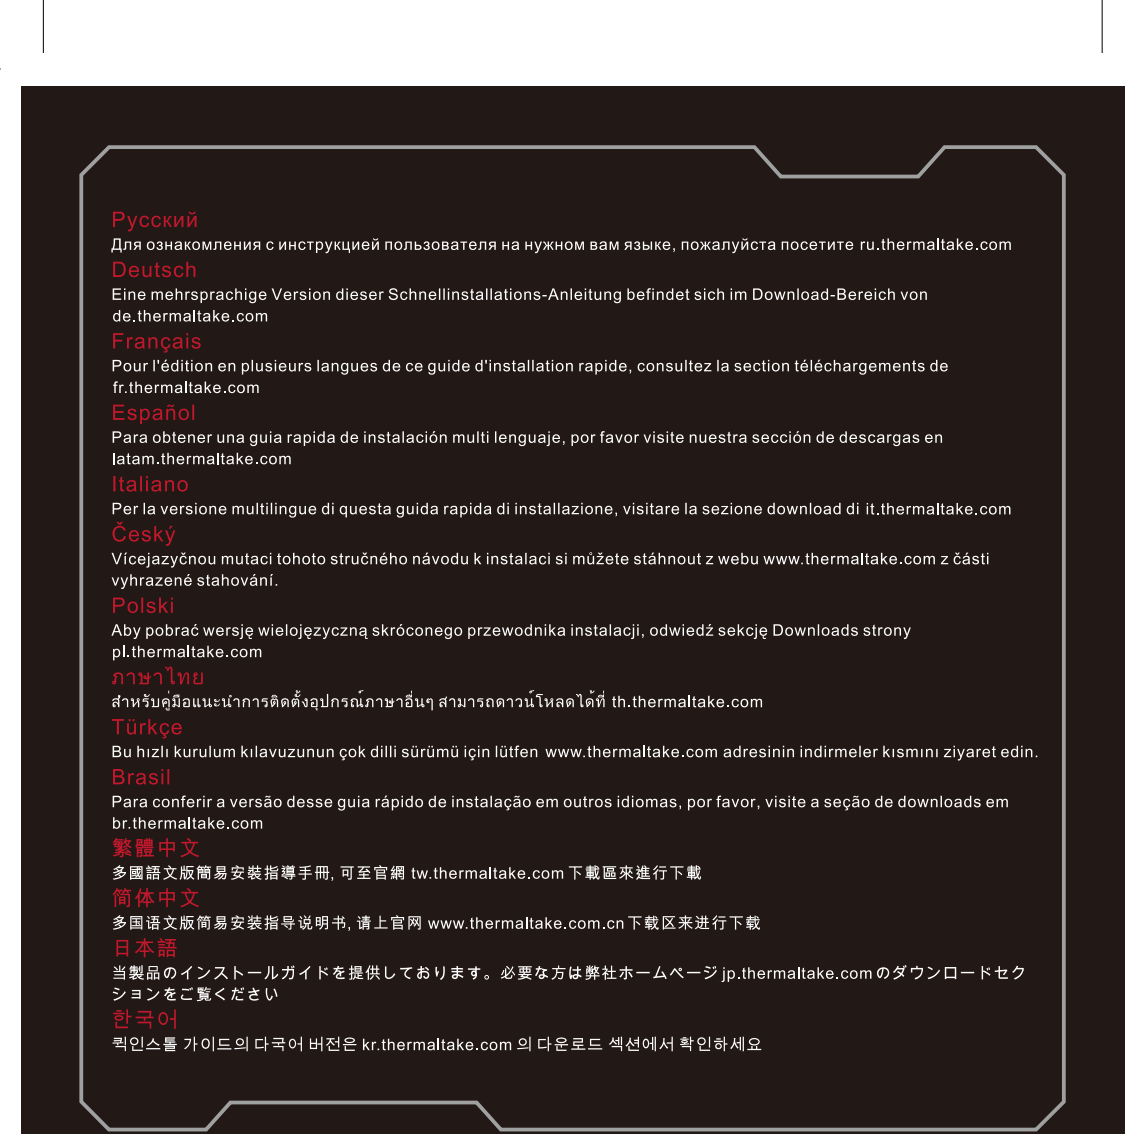 Русский
Для ознакомления с инструкцией пользователя на нужном вам языке, пожалуйста посетите ru.thermaltake.com
Deutsch
Eine mehrsprachige Version dieser Schnellinstallations-Anleitung befindet sich im Download-Bereich von
de.thermaltake.com
Français
Pour l'édition en plusieurs langues de ce guide d'installation rapide, consultez la section téléchargements de
fr.thermaltake.com
Español
Para obtener una guia rapida de instalación multi lenguaje, por favor visite nuestra sección de descargas en
latam.thermaltake.com
Italiano
Per la versione multilingue di questa guida rapida di installazione, visitare la sezione download di it.thermaltake.com
Český
Vícejazyčnou mutaci tohoto stručného návodu k instalaci si můžete stáhnout z webu www.thermaltake.com z části
vyhrazené stahování.
Polski
Aby pobrać wersję wielojęzyczną skróconego przewodnika instalacji, odwiedź sekcję Downloads strony
pl.thermaltake.com
ภาษาไทย
สำหรับคู่มือแนะนำการติดตั้งอุปกรณ์ภาษาอื่นๆ สามารถดาวน์โหลดได้ที่ th.thermaltake.com
Türkçe
Bu hızlı kurulum kılavuzunun çok dilli sürümü için lütfen www.thermaltake.com adresinin indirmeler kısmını ziyaret edin.
Brasil
Para conferir a versão desse guia rápido de instalação em outros idiomas, por favor, visite a seção de downloads em
br.thermaltake.com
繁體中文
多國語文版簡易安裝指導手冊, 可至官網 tw.thermaltake.com 下載區來進行下載
简体中文
多国语文版简易安装指导说明书, 请上官网 www.thermaltake.com.cn 下载区来进行下载
日本語
当製品のインストールガイドを提供しております。必要な方は弊社ホームページ jp.thermaltake.com のダウンロードセク
ションをご覧ください
한국어
퀵인스톨 가이드의 다국어 버전은 kr.thermaltake.com 의 다운로드 섹션에서 확인하세요